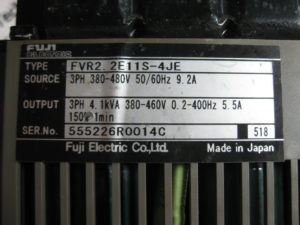 FUJI
ELECTRIC
TYPE FVR2.2E11S-4JE
SOURCE 3PH 380-480V 50/60Hz 9.2A
OUTPUT 3PH 4.1kVA 380-460V 0.2-400Hz 5.5A
150% 1min
SER.No. 555226R0014C 518
Fuji Electric Co.,Ltd. Made in Japan